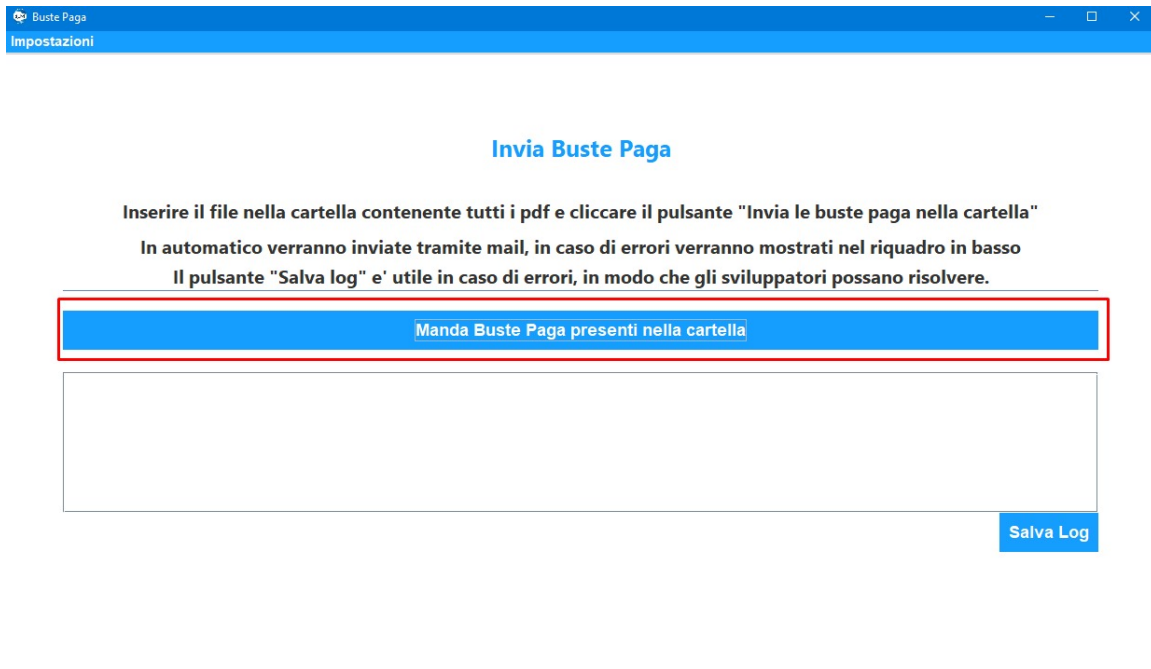 Buste Paga
Impostazioni
Invia Buste Paga
Inserire il file nella cartella contenente tutti i pdf e cliccare il pulsante "Invia le buste paga nella cartella"
In automatico verranno inviate tramite mail, in caso di errori verranno mostrati nel riquadro in basso
Il pulsante "Salva log" e' utile in caso di errori, in modo che gli sviluppatori possano risolvere.
Manda Buste Paga presenti nella cartella
Salva Log